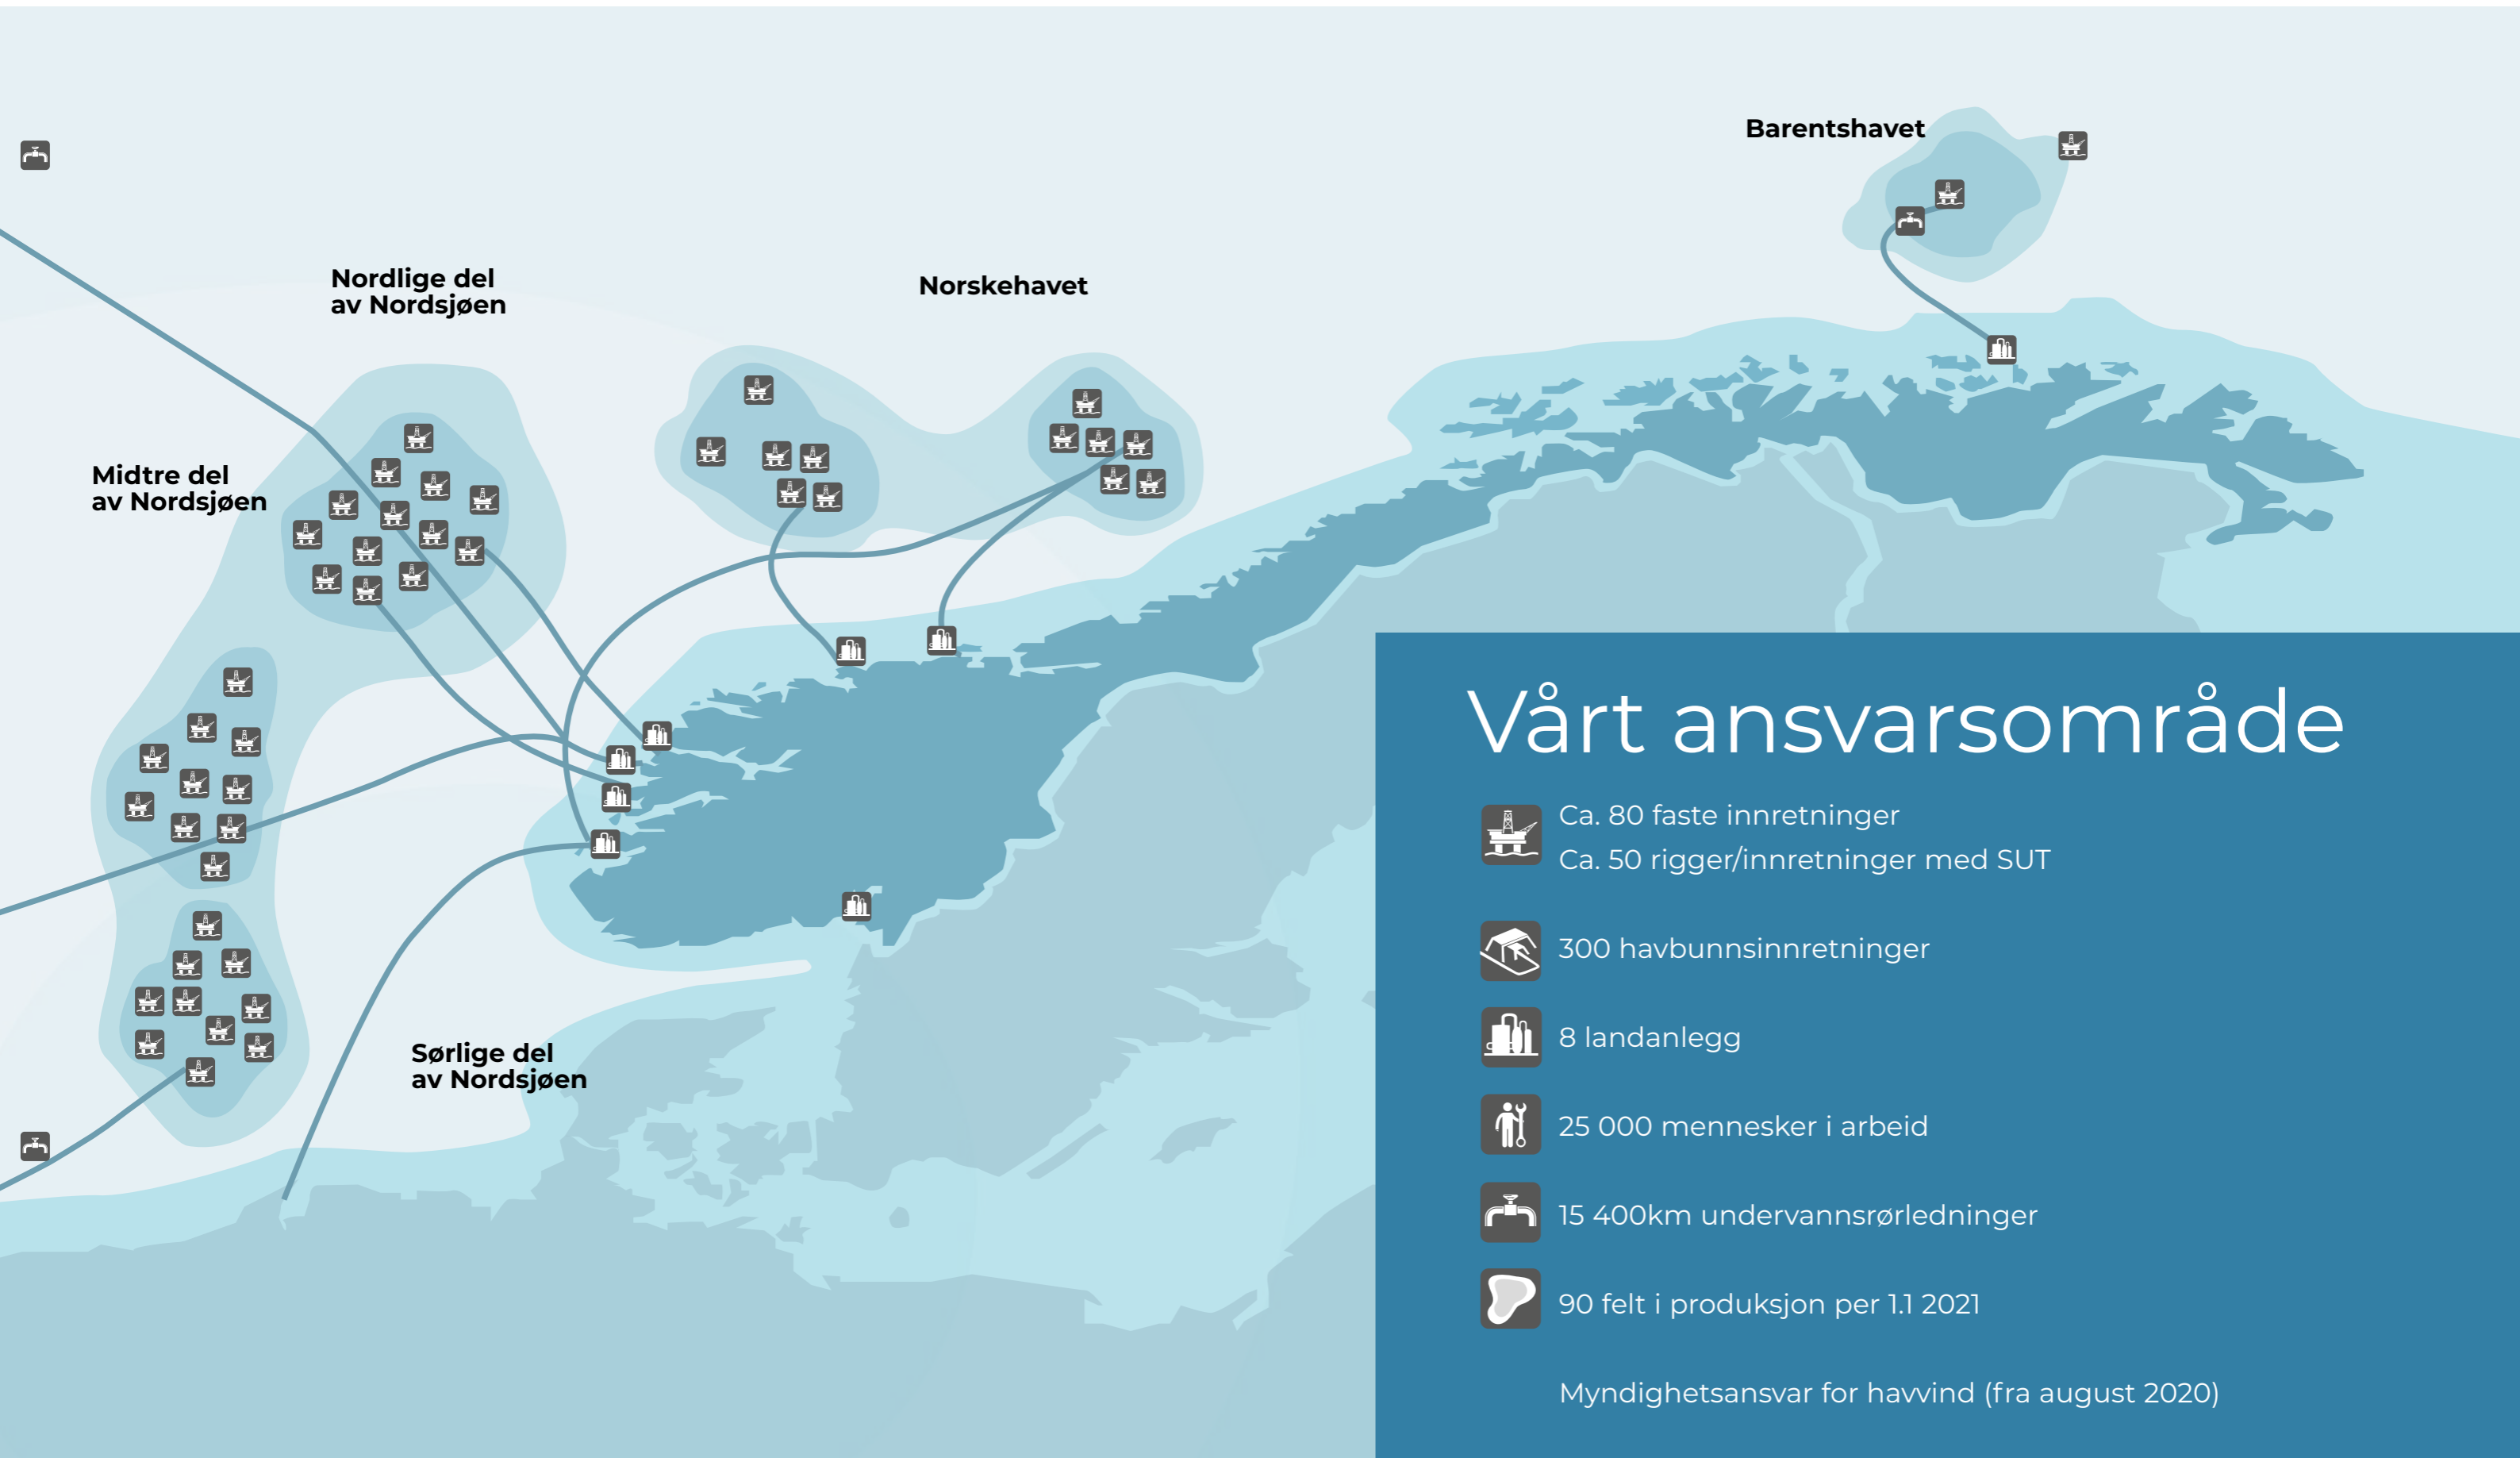 Barentshavet
Nordlige del
av Nordsjøen
Norskehavet
Midtre del
av Nordsjøen
Sørlige del
av Nordsjøen
Vårt ansvarsområde
Ca. 80 faste innretninger
Ca. 50 rigger/innretninger med SUT
300 havbunnsinnretninger
8 landanlegg
25 000 mennesker i arbeid
15 400km undervannsrørledninger
90 felt i produksjon per 1.1 2021
Myndighetsansvar for havvind (fra august 2020)